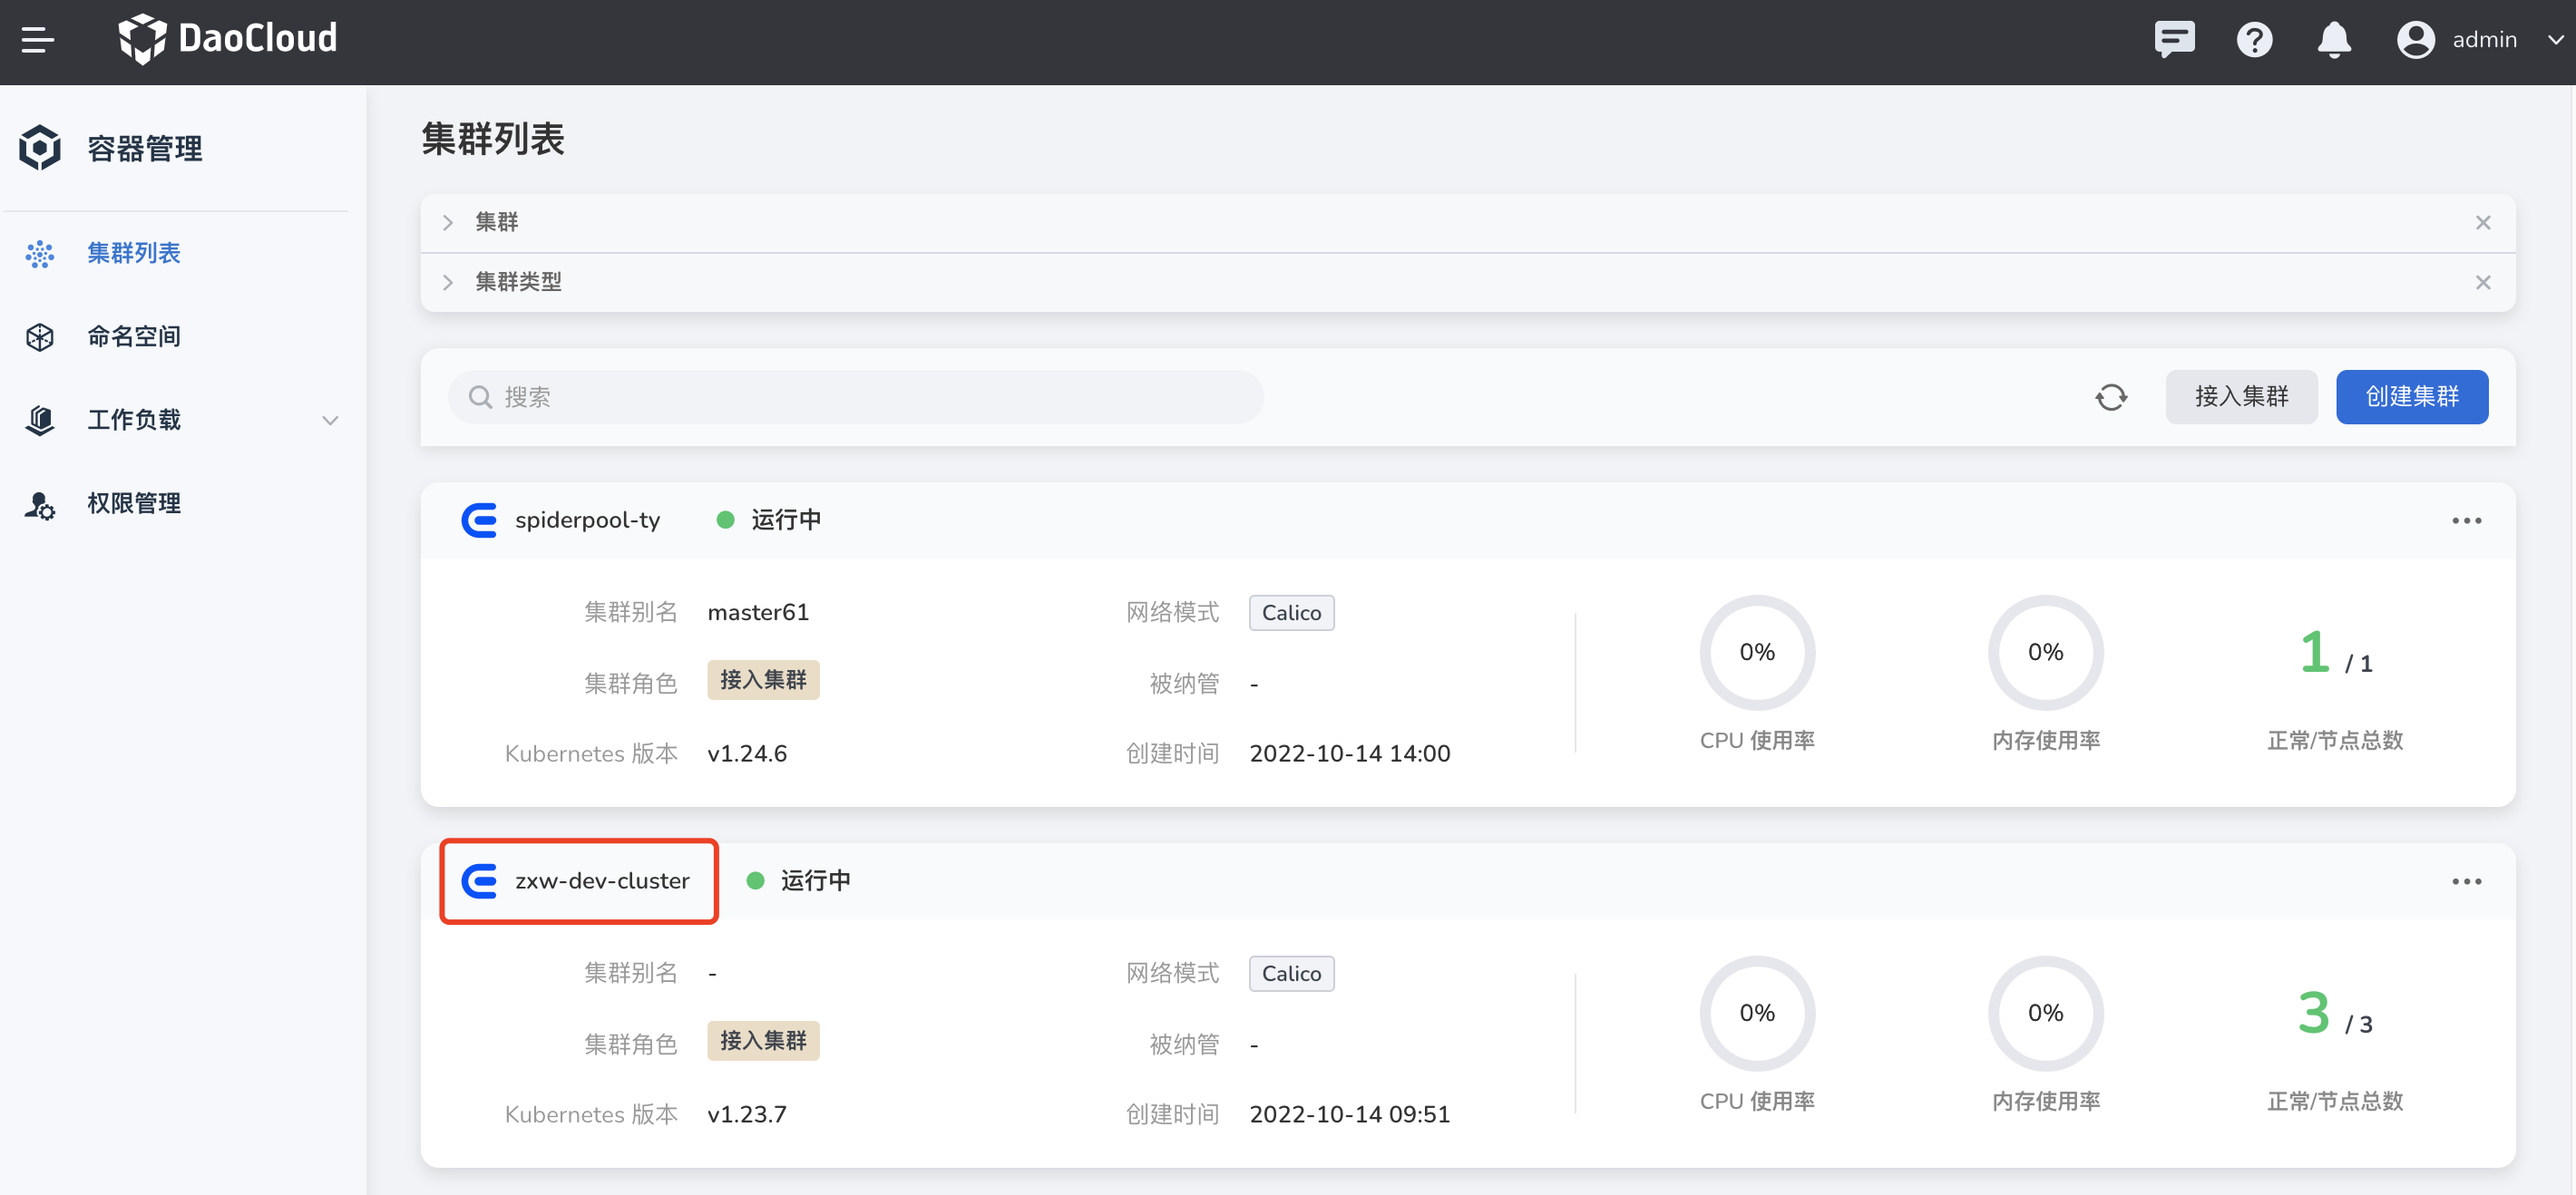 DaoCloud
admin
容器管理
集群列表
命名空间
工作负载
权限管理
集群列表
集群
集群类型
搜索
接入集群
创建集群
spiderpool-ty
运行中
集群别名 master61
网络模式 Calico
集群角色 接入集群
被纳管 -
Kubernetes 版本 v1.24.6
创建时间 2022-10-14 14:00
0%
CPU 使用率
0%
内存使用率
1 / 1
正常/节点总数
zxw-dev-cluster
运行中
集群别名 -
网络模式 Calico
集群角色 接入集群
被纳管 -
Kubernetes 版本 v1.23.7
创建时间 2022-10-14 09:51
0%
CPU 使用率
0%
内存使用率
3 / 3
正常/节点总数